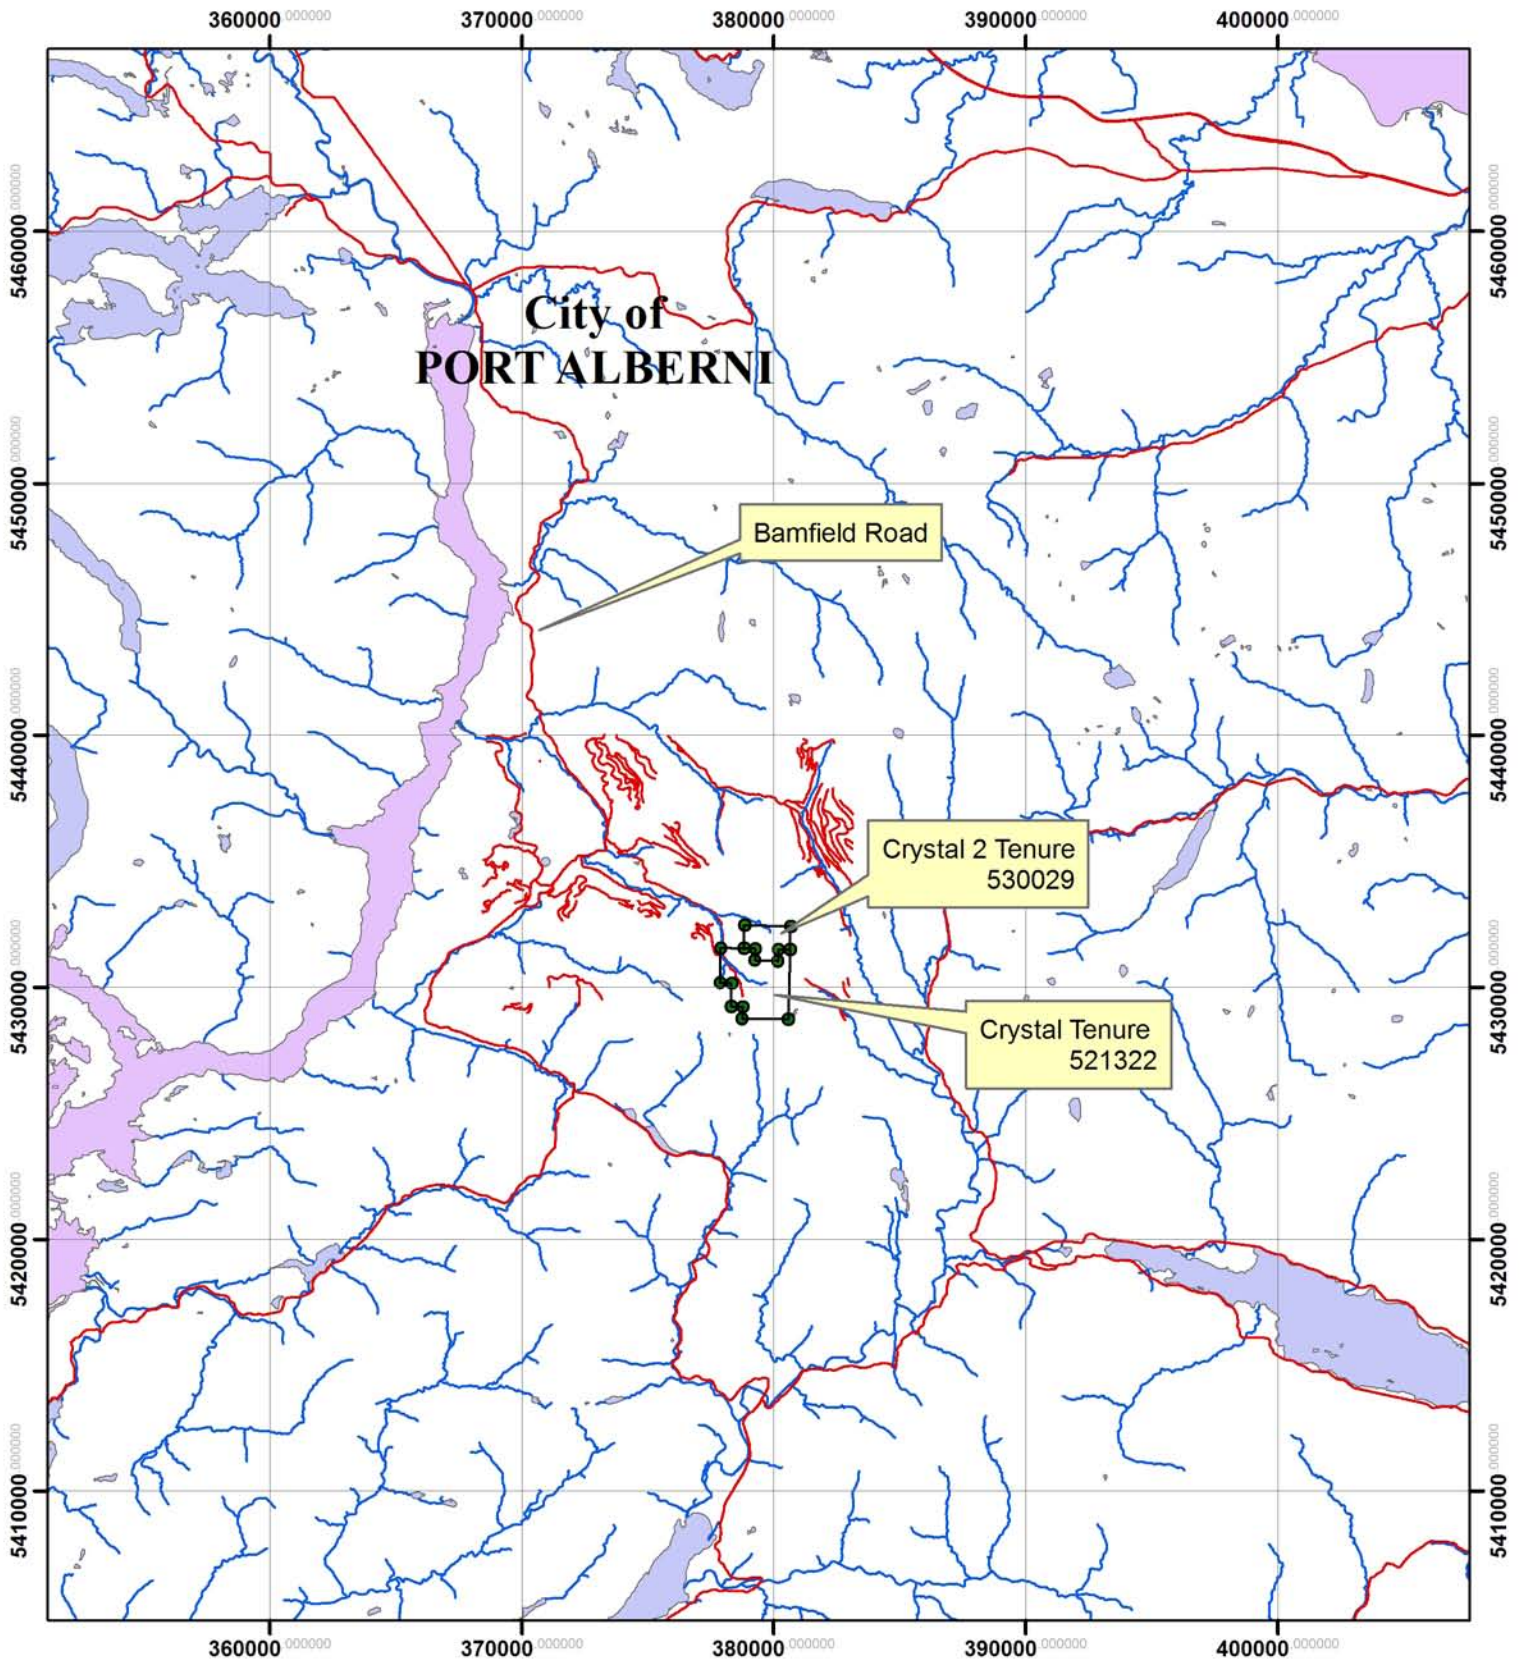 360000.000000 370000.000000 380000.000000 390000.000000 400000.000000
5460000.000000
5460000.000000
City of
PORT ALBERNI
5450000.000000
5450000.000000
Bamfield Road
5440000.000000
5440000.000000
Crystal 2 Tenure
530029
5430000.000000
5430000.000000
Crystal Tenure
521322
5420000.000000
5420000.000000
5410000.000000
5410000.000000
360000.000000 370000.000000 380000.000000 390000.000000 400000.000000